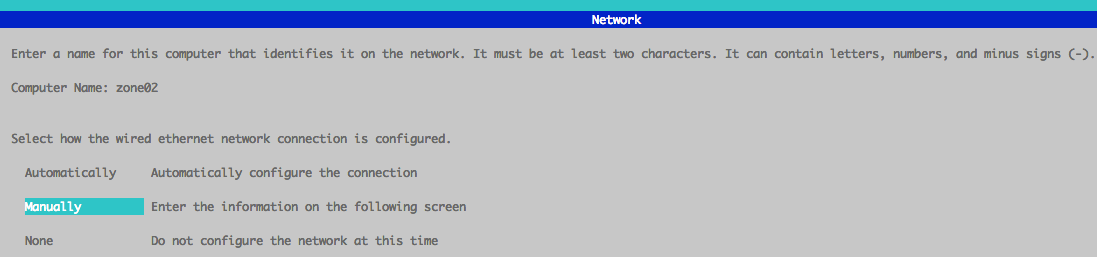 Network
Enter a name for this computer that identifies it on the network. It must be at least two characters. It can contain letters, numbers, and minus signs (-).
Computer Name: zone02
Select how the wired ethernet network connection is configured.
Automatically Automatically configure the connection
Manually Enter the information on the following screen
None Do not configure the network at this time